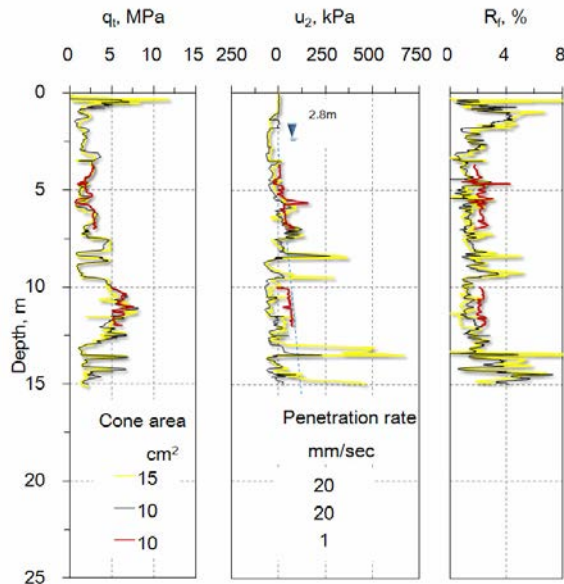 qt, MPa
u2, kPa
Rf, %
0 5 10 15
250 0 250 500 750
0 4 8
0
5
10
15
20
25
Depth, m
2.8m
Cone area
cm2
15
10
10
Penetration rate
mm/sec
20
20
1